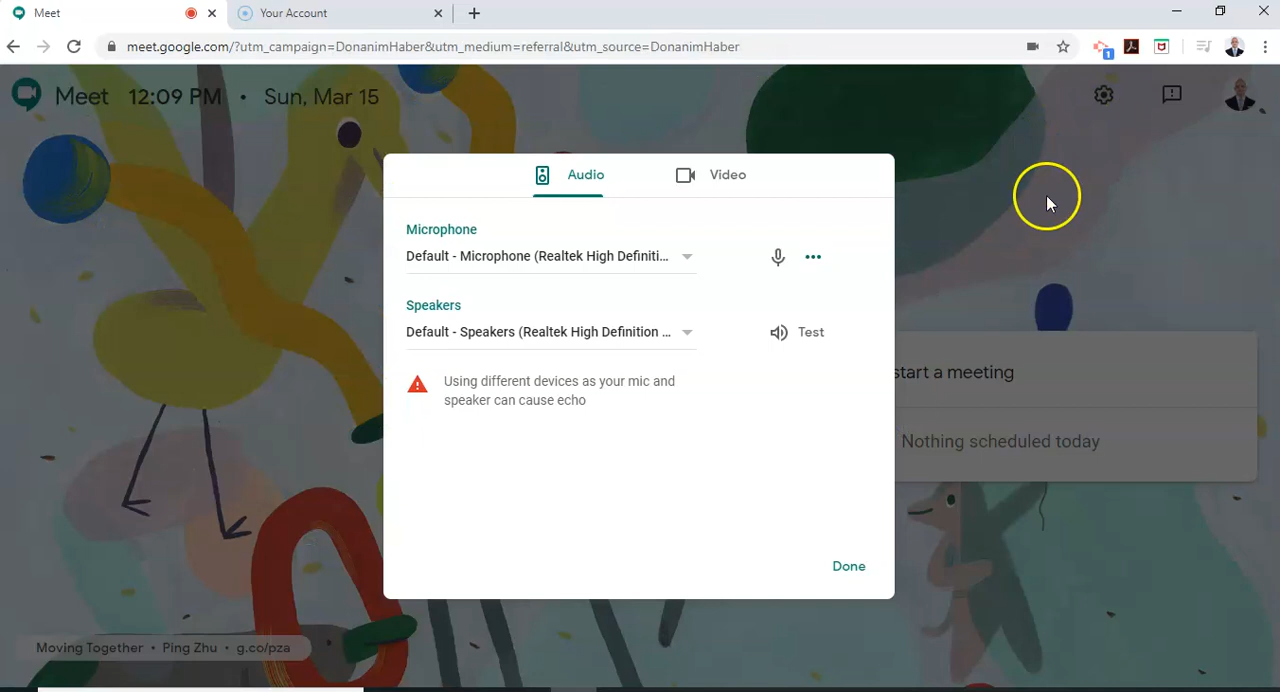 Meet
Your Account
meet.google.com/?utm_campaign=DonanimHaber&utm_medium=referral&utm_source=DonanimHaber
1
Meet 12:09 PM • Sun, Mar 15
Audio
Video
Microphone
Default - Microphone (Realtek High Definiti...
Speakers
Default - Speakers (Realtek High Definition ...
Test
Using different devices as your mic and
speaker can cause echo
start a meeting
Nothing scheduled today
Done
Moving Together • Ping Zhu • g.co/pza